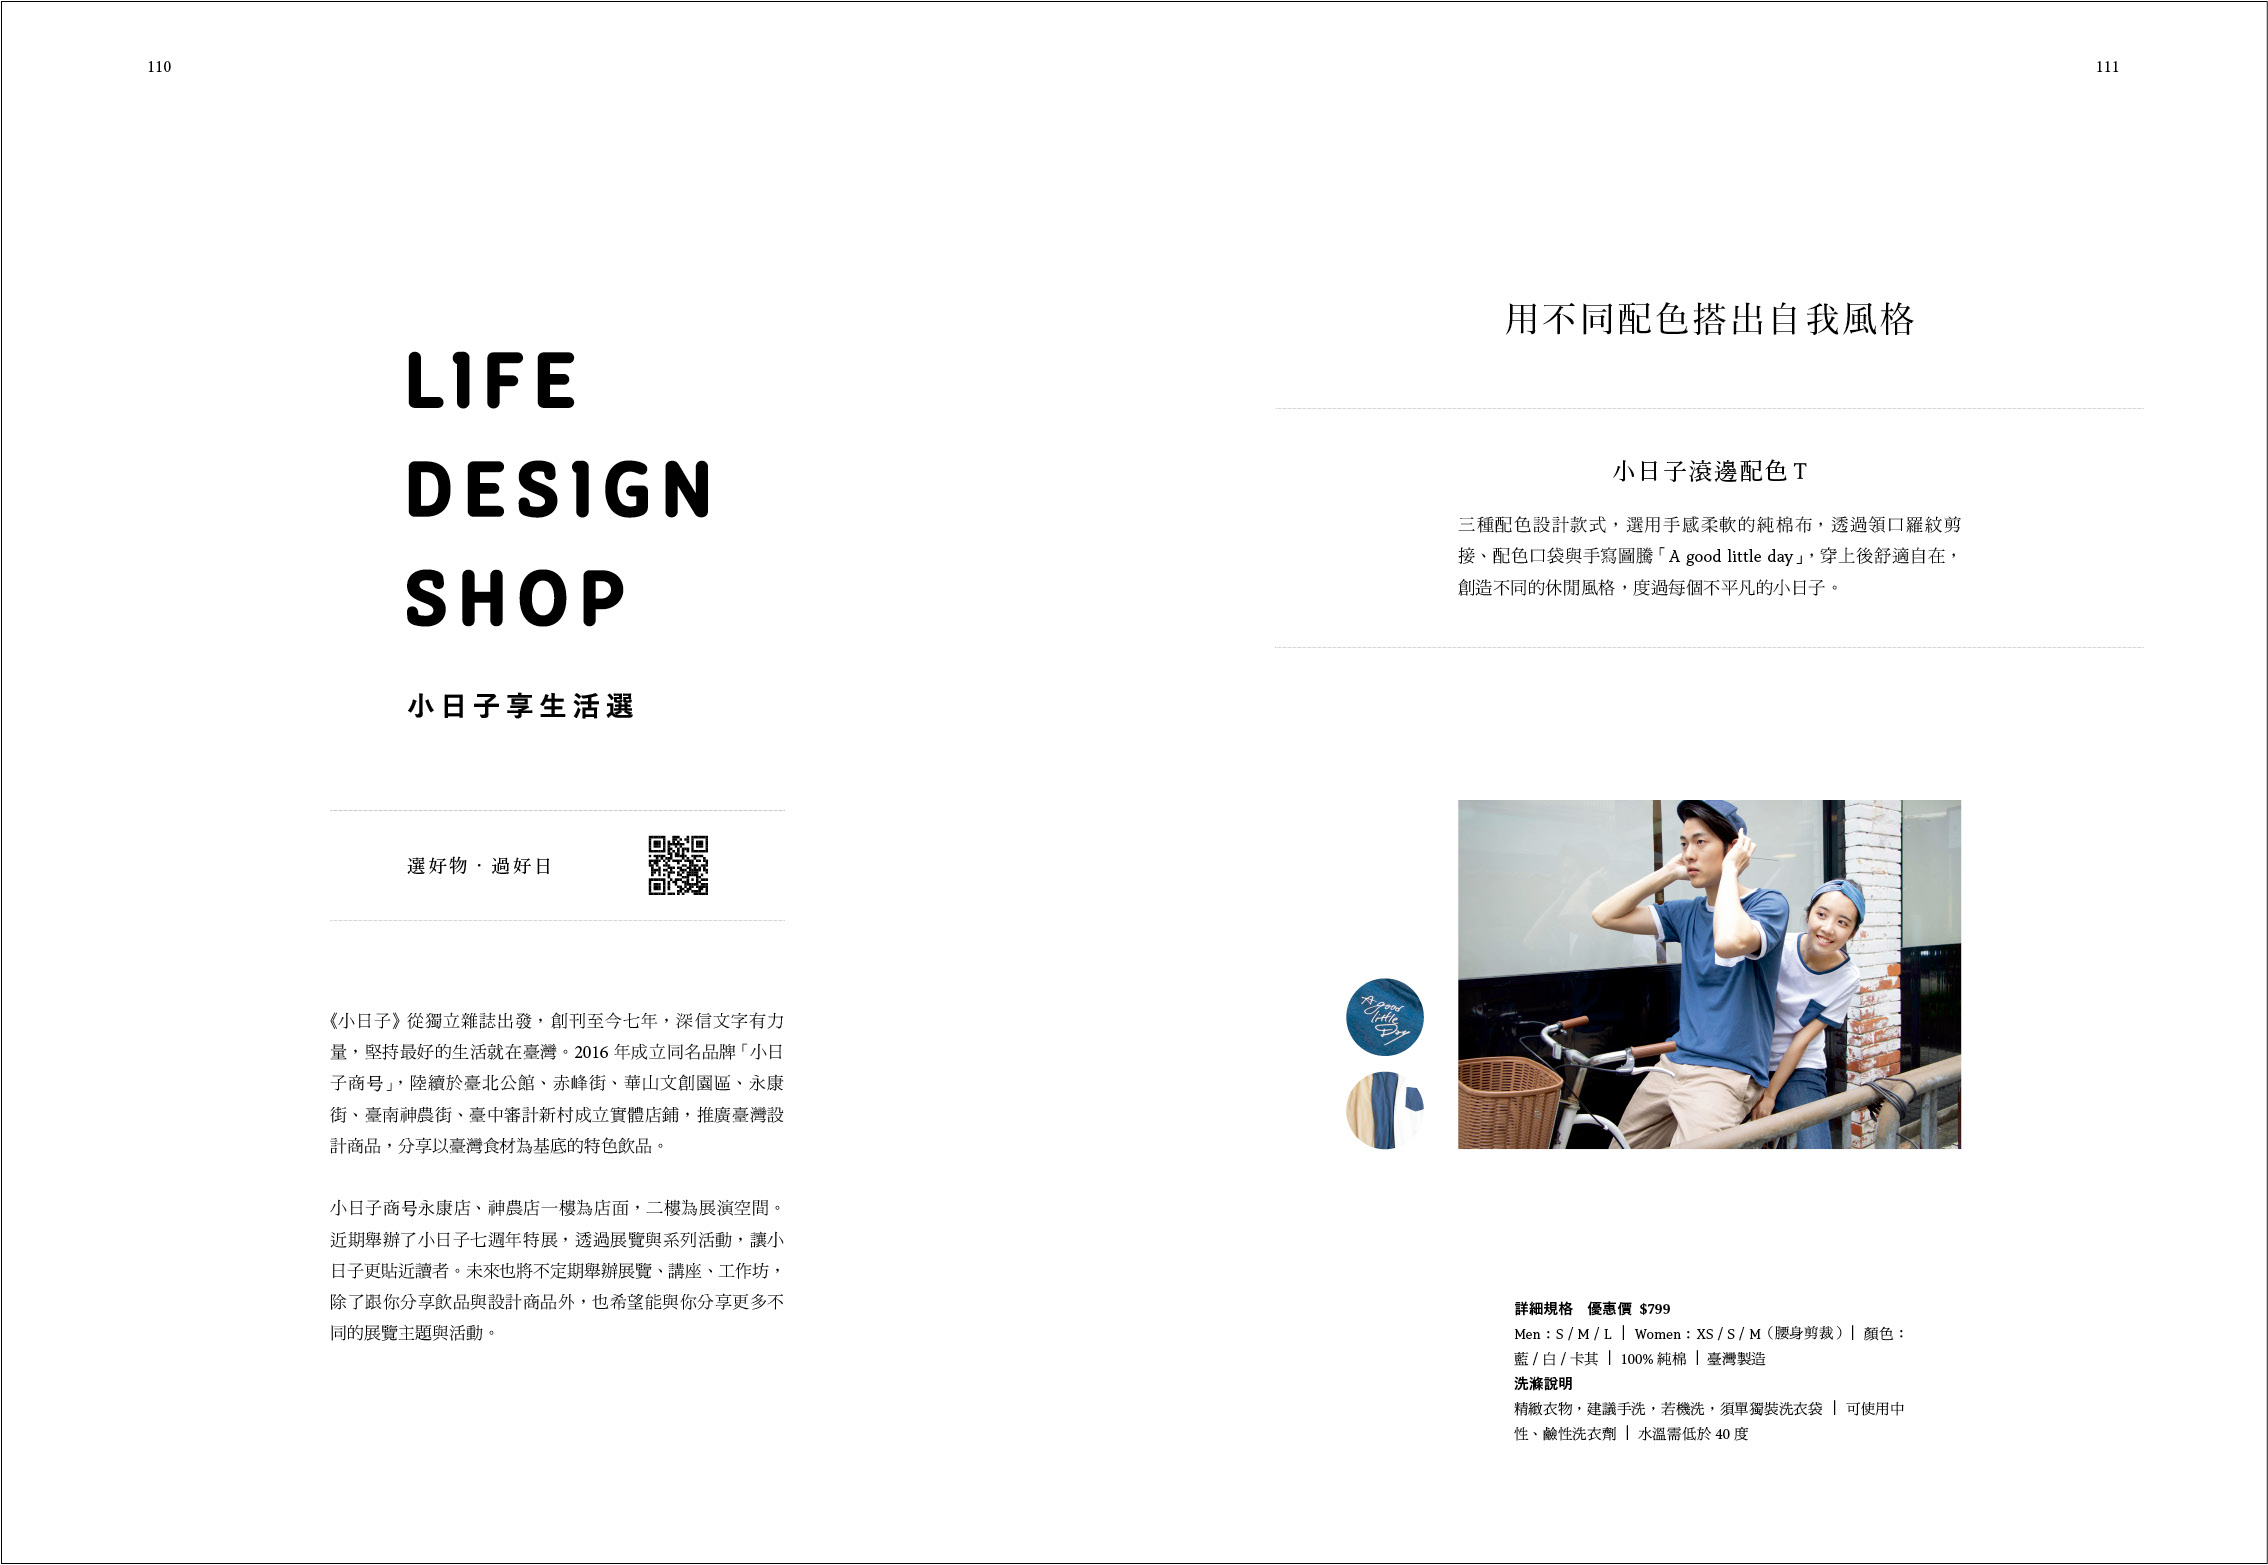 110
LIFE
DESIGN
SHOP
小日子享生活選
選好物‧過好日
《小日子》從獨立雜誌出發，創刊至今七年，深信文字有力
量，堅持最好的生活就在臺灣。2016 年成立同名品牌「小日
子商号」，陸續於臺北公館、赤峰街、華山文創園區、永康
街、臺南神農街、臺中審計新村成立實體店鋪，推廣臺灣設
計商品，分享以臺灣食材為基底的特色飲品。
小日子商号永康店、神農店一樓為店面，二樓為展演空間。
近期舉辦了小日子七週年特展，透過展覽與系列活動，讓小
日子更貼近讀者。未來也將不定期舉辦展覽、講座、工作坊，
除了跟你分享飲品與設計商品外，也希望能與你分享更多不
同的展覽主題與活動。
111
用不同配色搭出自我風格
小日子滾邊配色 T
三種配色設計款式，選用手感柔軟的純棉布，透過領口羅紋剪
接、配色口袋與手寫圖騰「A good little day」，穿上後舒適自在，
創造不同的休閒風格，度過每個不平凡的小日子。
A good
little
Day
詳細規格　優惠價 $799
Men：S / M / L ｜ Women：XS / S / M（腰身剪裁）｜ 顏色：
藍 / 白 / 卡其 ｜ 100% 純棉 ｜ 臺灣製造
洗滌說明
精緻衣物，建議手洗，若機洗，須單獨裝洗衣袋 ｜ 可使用中
性、鹼性洗衣劑 ｜ 水溫需低於 40 度